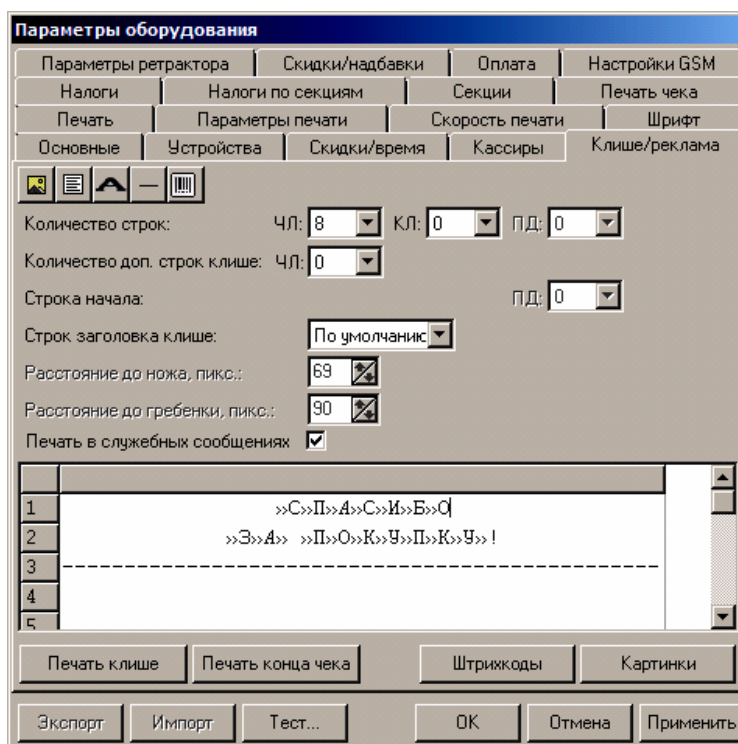 Параметры оборудования
Параметры ретрактора Скидки/надбавки Оплата Настройки GSM
Налоги Налоги по секциям Секции Печать чека
Печать Параметры печати Скорость печати Шрифт
Основные Устройства Скидки/время Кассиры Клише/реклама
Количество строк: ЧЛ: 8 КЛ: 0 ПД: 0
Количество доп. строк клише: ЧЛ: 0
Строка начала: ПД: 0
Строк заголовка клише: По умолчанию
Расстояние до ножа, пикс.: 69
Расстояние до гребенки, пикс.: 90
Печать в служебных сообщениях
1 »С»П»А»С»И»Б»О
2 »З»А» »П»О»К»У»П»К»У»!
3 ------------------------------------------------
4
5
Печать клише Печать конца чека Штрихкоды Картинки
Экспорт Импорт Тест... OK Отмена Применить